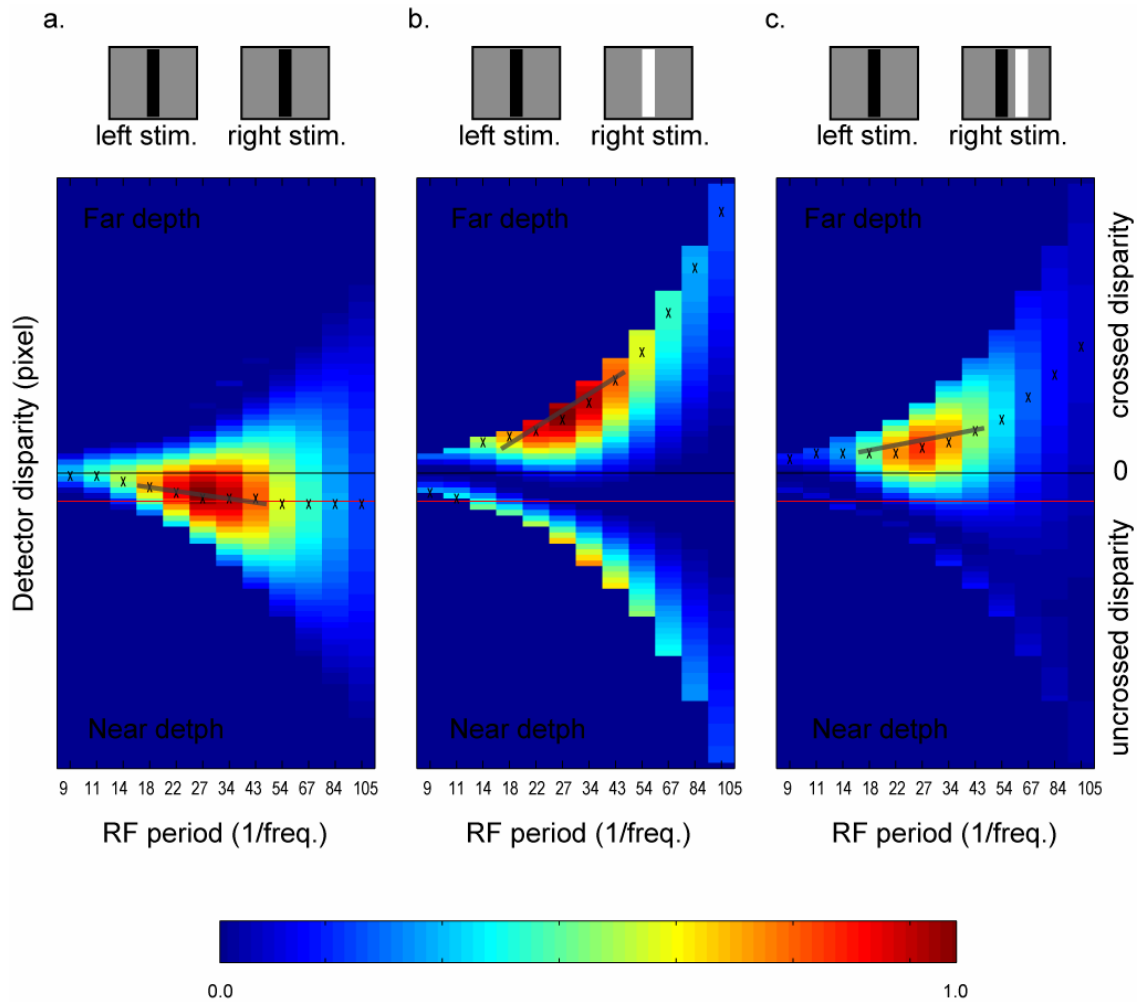 a.
b.
c.
left stim. right stim.
left stim. right stim.
left stim. right stim.
Far depth
Far depth
Far depth
Detector disparity (pixel)
crossed disparity
0
uncrossed disparity
Near detph
Near detph
Near detph
9 11 14 18 22 27 34 43 54 67 82 105
9 11 14 18 22 27 34 43 54 67 82 105
9 11 14 18 22 27 34 43 54 67 82 105
RF period (1/freq.)
RF period (1/freq.)
RF period (1/freq.)
0.0
1.0